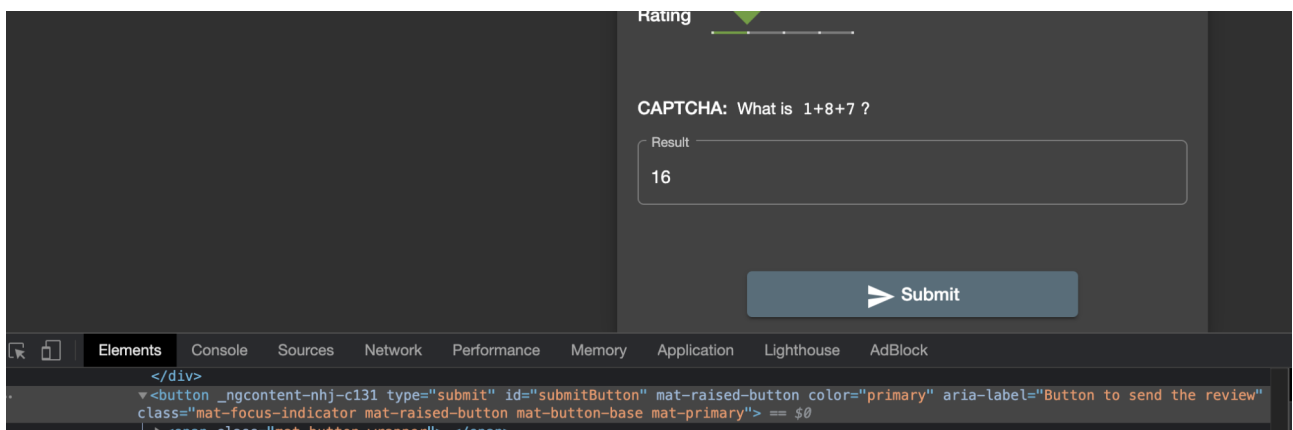 Rating
CAPTCHA: What is 1+8+7 ?
Result
16
Submit
Elements Console Sources Network Performance Memory Application Lighthouse AdBlock
</div>
▼<button _ngcontent-nhj-c131 type="submit" id="submitButton" mat-raised-button color="primary" aria-label="Button to send the review"
class="mat-focus-indicator mat-raised-button mat-button-base mat-primary"> == $0